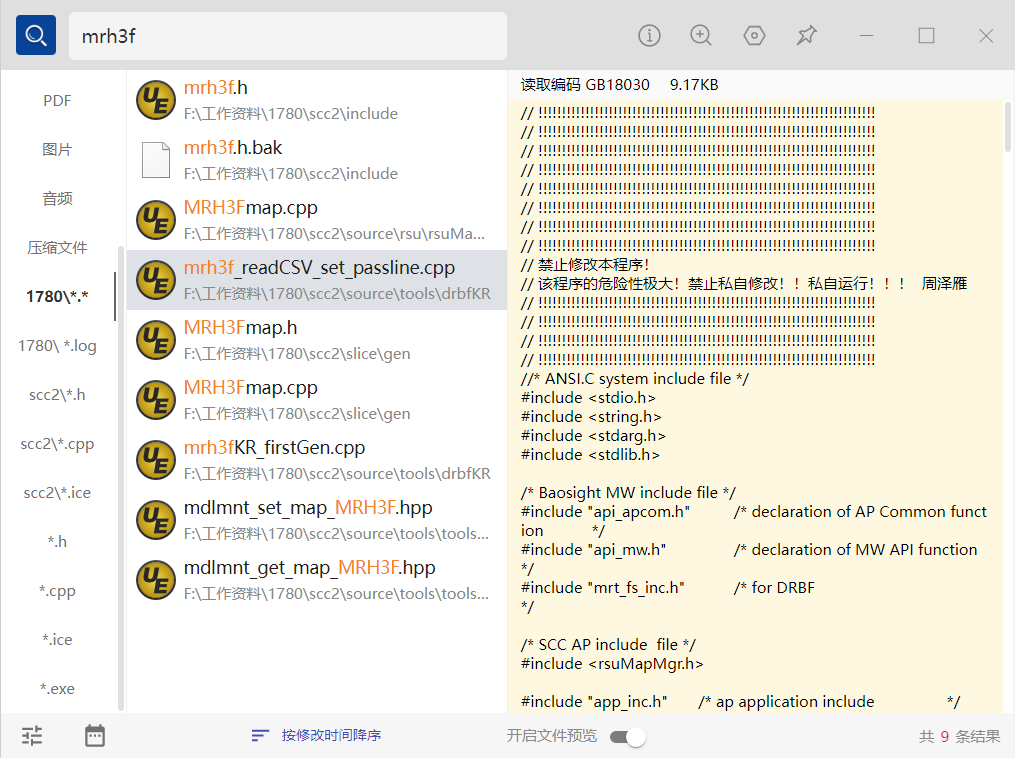 mrh3f
PDF
图片
音频
压缩文件
1780\*.*
1780\ *.log
scc2\*.h
scc2\*.cpp
scc2\*.ice
*.h
*.cpp
*.ice
*.exe
mrh3f.h
F:\工作资料\1780\scc2\include
mrh3f.h.bak
F:\工作资料\1780\scc2\include
MRH3Fmap.cpp
F:\工作资料\1780\scc2\source\rsu\rsuMa...
mrh3f_readCSV_set_passline.cpp
F:\工作资料\1780\scc2\source\tools\drbfKR
MRH3Fmap.h
F:\工作资料\1780\scc2\slice\gen
MRH3Fmap.cpp
F:\工作资料\1780\scc2\slice\gen
mrh3fKR_firstGen.cpp
F:\工作资料\1780\scc2\source\tools\drbfKR
mdlmnt_set_map_MRH3F.hpp
F:\工作资料\1780\scc2\source\tools\tools...
mdlmnt_get_map_MRH3F.hpp
F:\工作资料\1780\scc2\source\tools\tools...
读取编码 GB18030 9.17KB
// !!!!!!!!!!!!!!!!!!!!!!!!!!!!!!!!!!!!!!!!!!!!!!!!!!!!!!!!!!!!!!!!!!!!!!
// !!!!!!!!!!!!!!!!!!!!!!!!!!!!!!!!!!!!!!!!!!!!!!!!!!!!!!!!!!!!!!!!!!!!!!
// !!!!!!!!!!!!!!!!!!!!!!!!!!!!!!!!!!!!!!!!!!!!!!!!!!!!!!!!!!!!!!!!!!!!!!
// !!!!!!!!!!!!!!!!!!!!!!!!!!!!!!!!!!!!!!!!!!!!!!!!!!!!!!!!!!!!!!!!!!!!!!
// !!!!!!!!!!!!!!!!!!!!!!!!!!!!!!!!!!!!!!!!!!!!!!!!!!!!!!!!!!!!!!!!!!!!!!
// !!!!!!!!!!!!!!!!!!!!!!!!!!!!!!!!!!!!!!!!!!!!!!!!!!!!!!!!!!!!!!!!!!!!!!
// !!!!!!!!!!!!!!!!!!!!!!!!!!!!!!!!!!!!!!!!!!!!!!!!!!!!!!!!!!!!!!!!!!!!!!
// !!!!!!!!!!!!!!!!!!!!!!!!!!!!!!!!!!!!!!!!!!!!!!!!!!!!!!!!!!!!!!!!!!!!!!
// 禁止修改本程序！
// 该程序的危险性极大！禁止私自修改！！私自运行！！！ 周泽雁
// !!!!!!!!!!!!!!!!!!!!!!!!!!!!!!!!!!!!!!!!!!!!!!!!!!!!!!!!!!!!!!!!!!!!!!
// !!!!!!!!!!!!!!!!!!!!!!!!!!!!!!!!!!!!!!!!!!!!!!!!!!!!!!!!!!!!!!!!!!!!!!
// !!!!!!!!!!!!!!!!!!!!!!!!!!!!!!!!!!!!!!!!!!!!!!!!!!!!!!!!!!!!!!!!!!!!!!
// !!!!!!!!!!!!!!!!!!!!!!!!!!!!!!!!!!!!!!!!!!!!!!!!!!!!!!!!!!!!!!!!!!!!!!
//* ANSI.C system include file */
#include <stdio.h>
#include <string.h>
#include <stdarg.h>
#include <stdlib.h>
/* Baosight MW include file */
#include "api_apcom.h" /* declaration of AP Common funct
ion */
#include "api_mw.h" /* declaration of MW API function
*/
#include "mrt_fs_inc.h" /* for DRBF
*/
/* SCC AP include file */
#include <rsuMapMgr.h>
#include "app_inc.h" /* ap application include */
按修改时间降序
开启文件预览
共 9 条结果